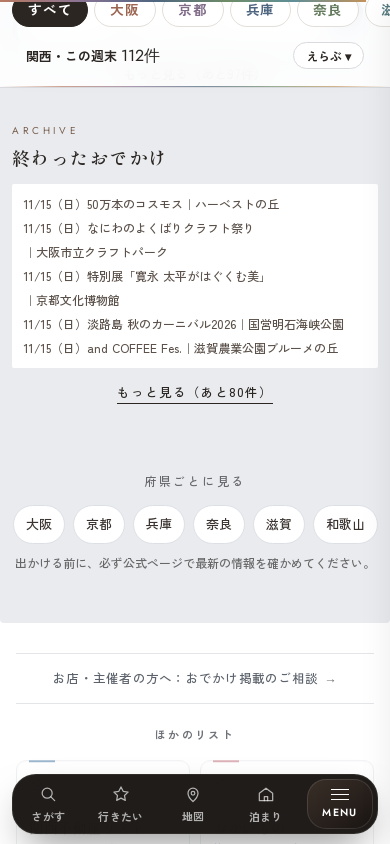 すべて 大阪 京都 兵庫 奈良
関西・この週末 112件 えらぶ ▾
ARCHIVE
終わったおでかけ
11/15（日）50万本のコスモス｜ハーベストの丘
11/15（日）なにわのよくばりクラフト祭り
｜大阪市立クラフトパーク
11/15（日）特別展「寛永 太平がはぐくむ美」
｜京都文化博物館
11/15（日）淡路島 秋のカーニバル2026｜国営明石海峡公園
11/15（日）and COFFEE Fes.｜滋賀農業公園ブルーメの丘
もっと見る（あと80件）
府県ごとに見る
大阪 京都 兵庫 奈良 滋賀 和歌山
出かける前に、必ず公式ページで最新の情報を確かめてください。
お店・主催者の方へ：おでかけ掲載のご相談 →
ほかのリスト
さがす 行きたい 地図 泊まり MENU